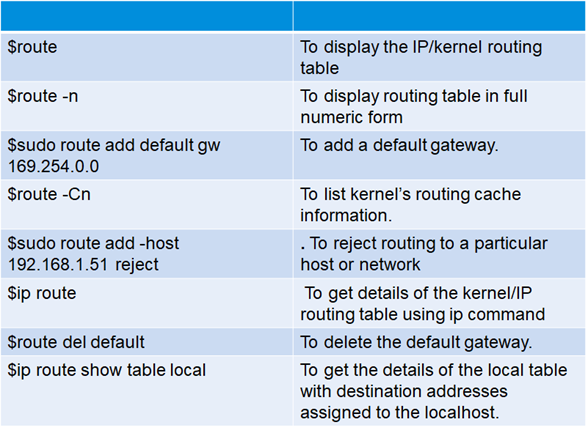 $route
To display the IP/kernel routing
table
$route -n
To display routing table in full
numeric form
$sudo route add default gw
169.254.0.0
To add a default gateway.
$route -Cn
To list kernel’s routing cache
information.
$sudo route add -host
192.168.1.51 reject
. To reject routing to a particular
host or network
$ip route
To get details of the kernel/IP
routing table using ip command
$route del default
To delete the default gateway.
$ip route show table local
To get the details of the local table
with destination addresses
assigned to the localhost.